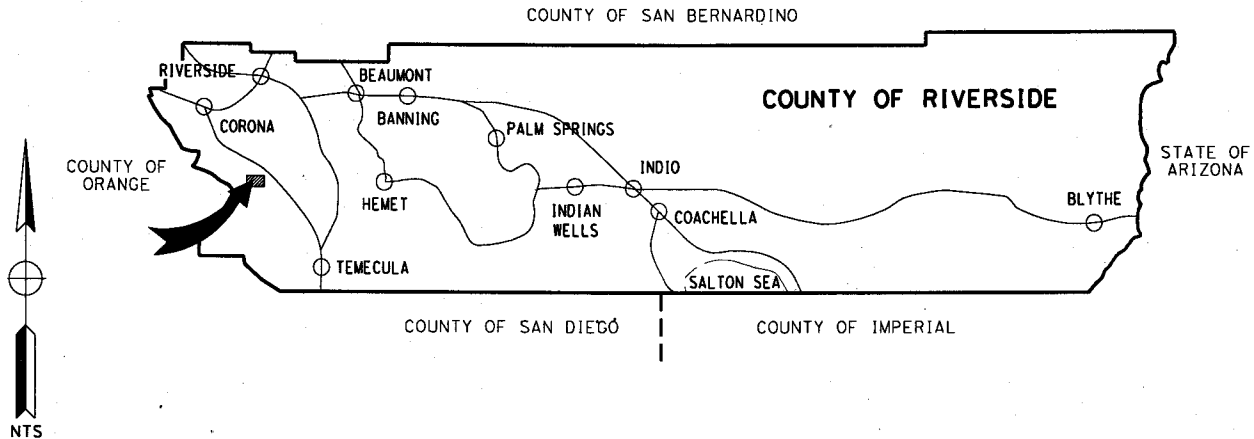 COUNTY OF SAN BERNARDINO
RIVERSIDE
BEAUMONT
COUNTY OF RIVERSIDE
BANNING
CORONA
PALM SPRINGS
COUNTY OF
ORANGE
INDIO
STATE OF
ARIZONA
HEMET
INDIAN
WELLS
COACHELLA
BLYTHE
TEMECULA
SALTON SEA
COUNTY OF SAN DIEGO
COUNTY OF IMPERIAL
NTS